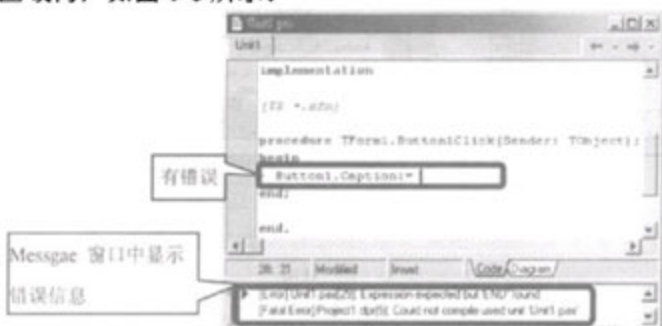 Unit1.pas
Unit1
implementation
{$R *.dfm}
procedure TForm1.Button1Click(Sender: TObject);
begin
Button1.Caption:=
end;
end.
有错误
Messgae 窗口中显示
错误信息
28: 21 Modified Insert Code Diagram
[Error] Unit1.pas(29): Expression expected but 'END' found
[Fatal Error] Project1.dpr(5): Could not compile used unit 'Unit1.pas'